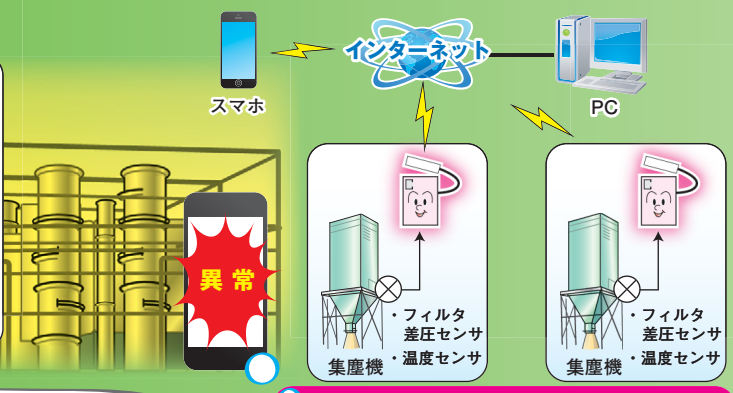 インターネット
スマホ
PC
異常
・フィルタ
差圧センサ
・温度センサ
集塵機
・フィルタ
差圧センサ
・温度センサ
集塵機